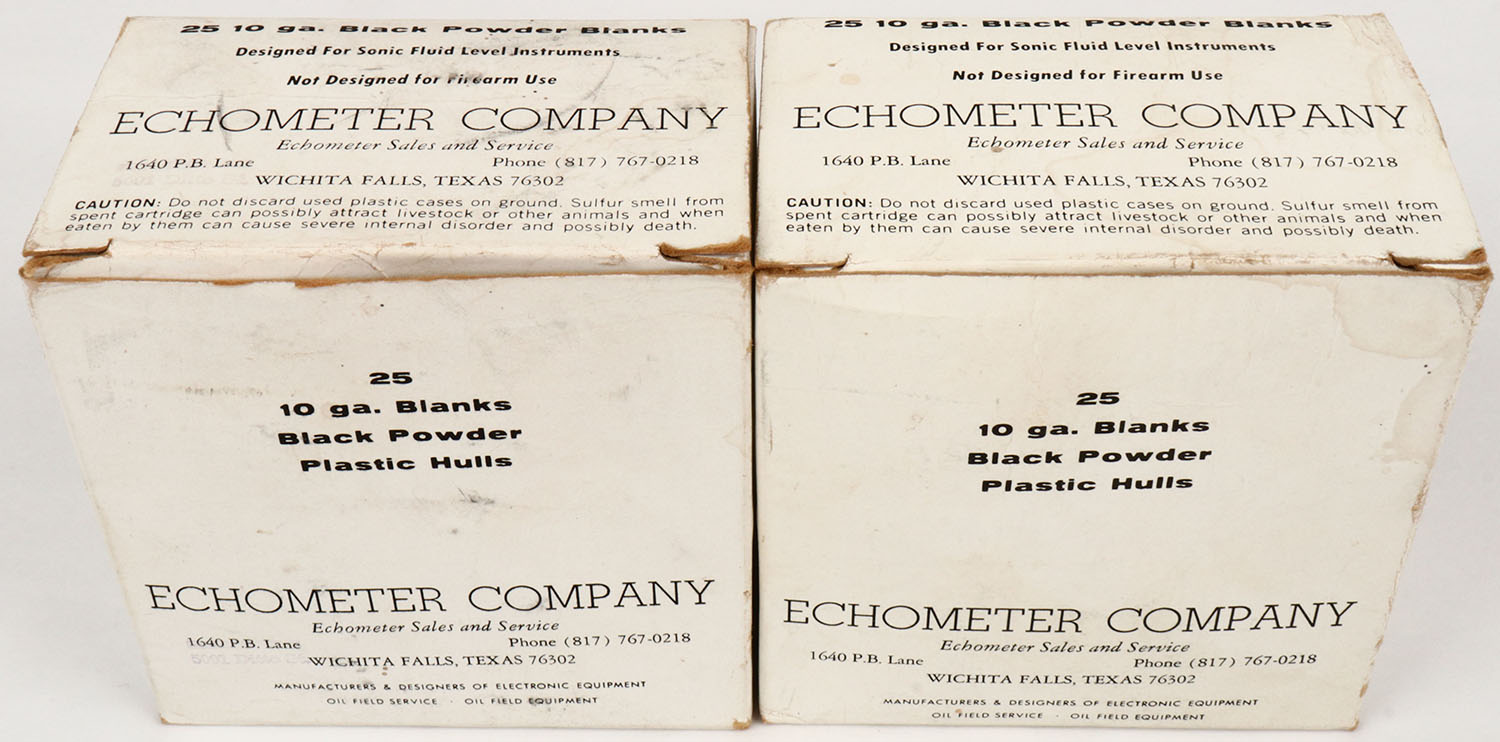 25 10 ga. Black Powder Blanks
Designed For Sonic Fluid Level Instruments
Not Designed for Firearm Use
ECHOMETER COMPANY
Echometer Sales and Service
1640 P.B. Lane Phone (817) 767-0218
WICHITA FALLS, TEXAS 76302
CAUTION: Do not discard used plastic cases on ground. Sulfur smell from
spent cartridge can possibly attract livestock or other animals and when
eaten by them can cause severe internal disorder and possibly death.
25
10 ga. Blanks
Black Powder
Plastic Hulls
ECHOMETER COMPANY
Echometer Sales and Service
1640 P.B. Lane Phone (817) 767-0218
WICHITA FALLS, TEXAS 76302
MANUFACTURERS & DESIGNERS OF ELECTRONIC EQUIPMENT
OIL FIELD SERVICE · OIL FIELD EQUIPMENT
25 10 ga. Black Powder Blanks
Designed For Sonic Fluid Level Instruments
Not Designed for Firearm Use
ECHOMETER COMPANY
Echometer Sales and Service
1640 P.B. Lane Phone (817) 767-0218
WICHITA FALLS, TEXAS 76302
CAUTION: Do not discard used plastic cases on ground. Sulfur smell from
spent cartridge can possibly attract livestock or other animals and when
eaten by them can cause severe internal disorder and possibly death.
25
10 ga. Blanks
Black Powder
Plastic Hulls
ECHOMETER COMPANY
Echometer Sales and Service
1640 P.B. Lane Phone (817) 767-0218
WICHITA FALLS, TEXAS 76302
MANUFACTURERS & DESIGNERS OF ELECTRONIC EQUIPMENT
OIL FIELD SERVICE · OIL FIELD EQUIPMENT